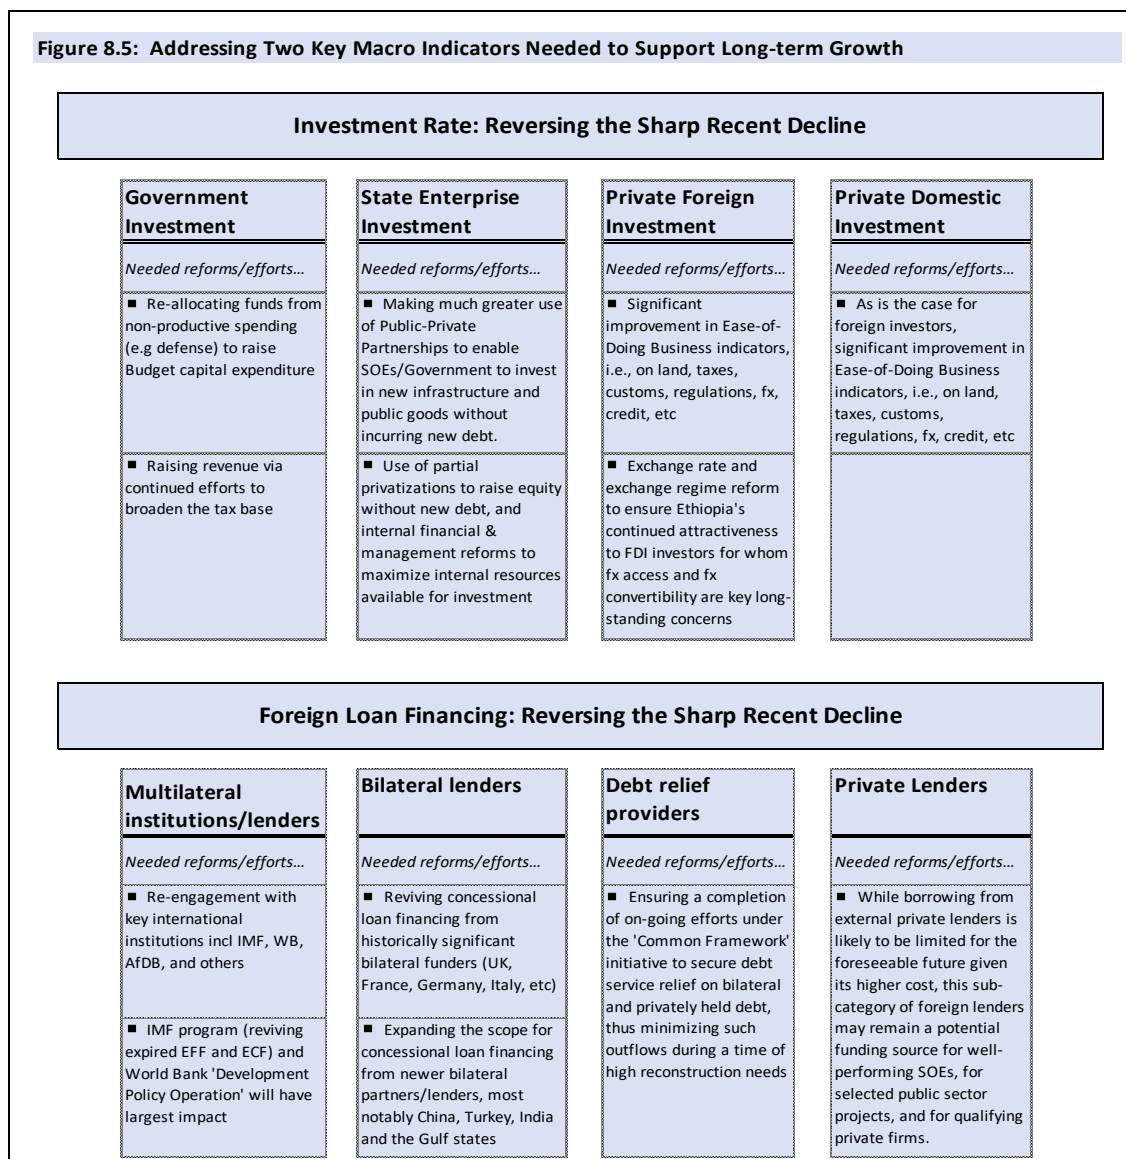 Figure 8.5: Addressing Two Key Macro Indicators Needed to Support Long-term Growth
Investment Rate: Reversing the Sharp Recent Decline
Government
Investment
Needed reforms/efforts...
■ Re-allocating funds from
non-productive spending
(e.g defense) to raise
Budget capital expenditure
■ Raising revenue via
continued efforts to
broaden the tax base
State Enterprise
Investment
Needed reforms/efforts...
■ Making much greater use
of Public-Private
Partnerships to enable
SOEs/Government to invest
in new infrastructure and
public goods without
incurring new debt.
■ Use of partial
privatizations to raise equity
without new debt, and
internal financial &
management reforms to
maximize internal resources
available for investment
Private Foreign
Investment
Needed reforms/efforts...
■ Significant
improvement in Ease-of-
Doing Business indicators,
i.e., on land, taxes,
customs, regulations, fx,
credit, etc
■ Exchange rate and
exchange regime reform
to ensure Ethiopia's
continued attractiveness
to FDI investors for whom
fx access and fx
convertibility are key long-
standing concerns
Private Domestic
Investment
Needed reforms/efforts...
■ As is the case for
foreign investors,
significant improvement in
Ease-of-Doing Business
indicators, i.e., on land,
taxes, customs,
regulations, fx, credit, etc
Foreign Loan Financing: Reversing the Sharp Recent Decline
Multilateral
institutions/lenders
Needed reforms/efforts...
■ Re-engagement with
key international
institutions incl IMF, WB,
AfDB, and others
■ IMF program (reviving
expired EFF and ECF) and
World Bank 'Development
Policy Operation' will have
largest impact
Bilateral lenders
Needed reforms/efforts...
■ Reviving concessional
loan financing from
historically significant
bilateral funders (UK,
France, Germany, Italy, etc)
■ Expanding the scope for
concessional loan financing
from newer bilateral
partners/lenders, most
notably China, Turkey, India
and the Gulf states
Debt relief
providers
Needed reforms/efforts...
■ Ensuring a completion
of on-going efforts under
the 'Common Framework'
initiative to secure debt
service relief on bilateral
and privately held debt,
thus minimizing such
outflows during a time of
high reconstruction needs
Private Lenders
Needed reforms/efforts...
■ While borrowing from
external private lenders is
likely to be limited for the
foreseeable future given
its higher cost, this sub-
category of foreign lenders
may remain a potential
funding source for well-
performing SOEs, for
selected public sector
projects, and for qualifying
private firms.